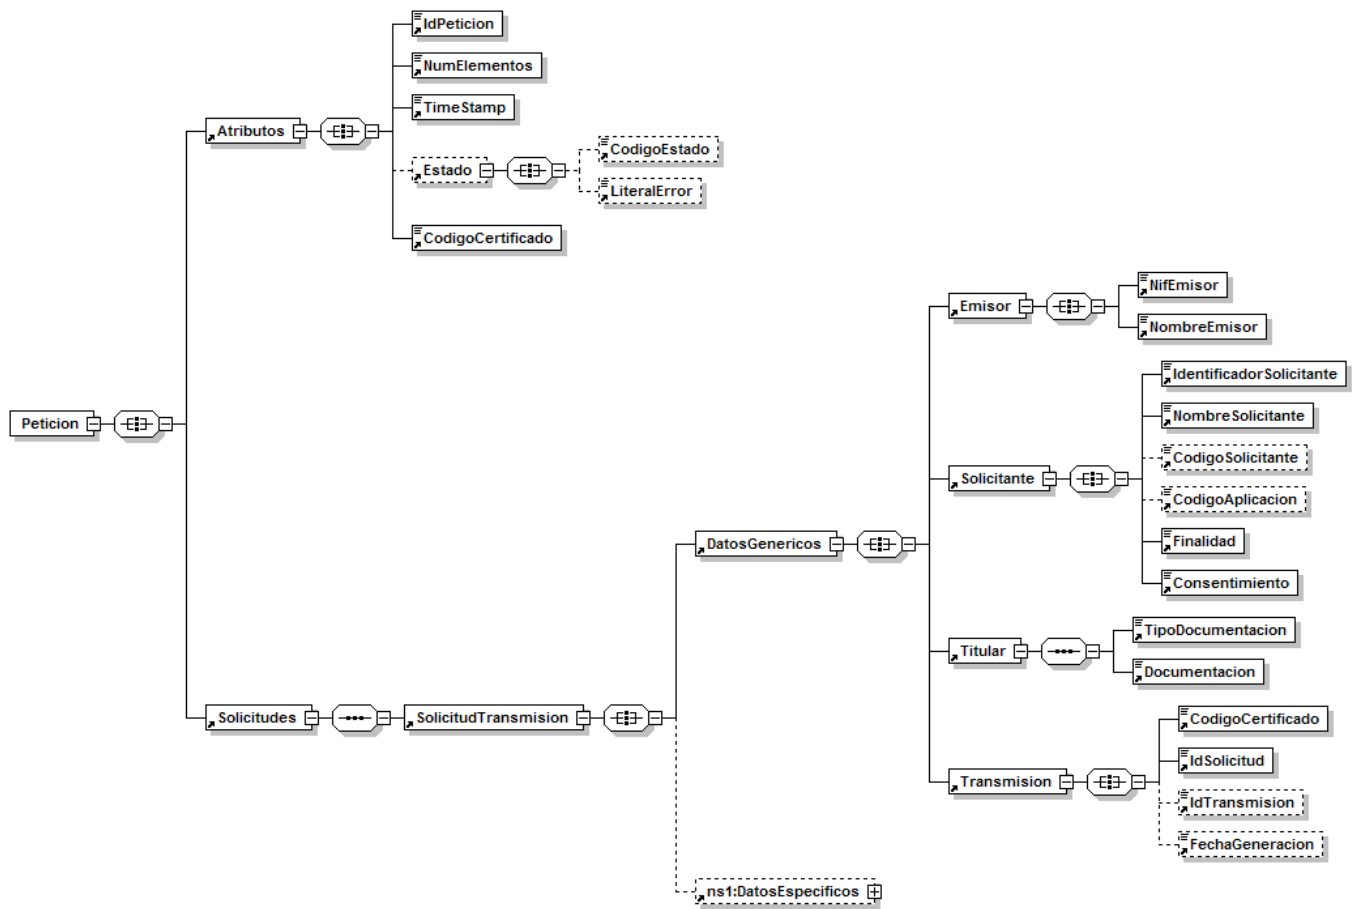 IdPeticion
NumElementos
TimeStamp
Atributos
CodigoEstado
Estado
LiteralError
CodigoCertificado
NifEmisor
Emisor
NombreEmisor
IdentificadorSolicitante
NombreSolicitante
Peticion
CodigoSolicitante
Solicitante
CodigoAplicacion
Finalidad
DatosGenericos
Consentimiento
TipoDocumentacion
Titular
Documentacion
Solicitudes
SolicitudTransmision
CodigoCertificado
IdSolicitud
Transmision
IdTransmision
FechaGeneracion
ns1:DatosEspecificos